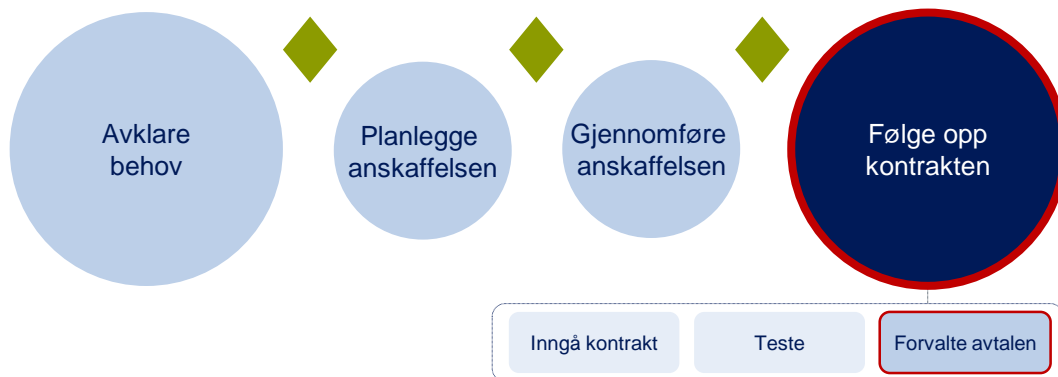 Avklare
behov
Planlegge
anskaffelsen
Gjennomføre
anskaffelsen
Følge opp
kontrakten
Inngå kontrakt
Teste
Forvalte avtalen